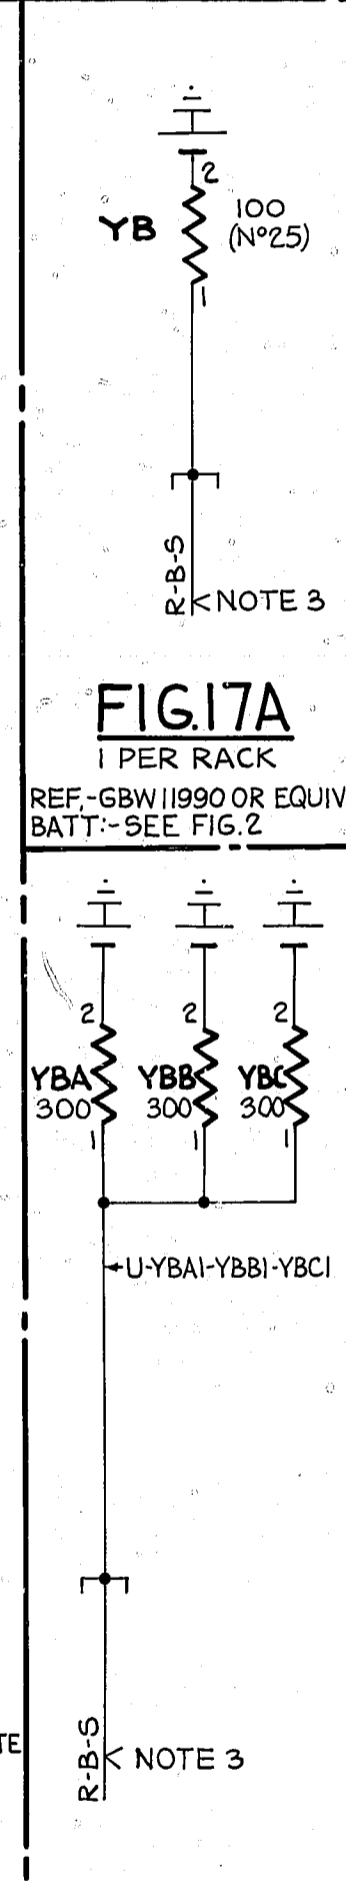 2
YB
100
(Nº25)
1
R-B-S
NOTE 3
FIG.17A
1 PER RACK
REF.-GBW11990 OR EQUIV
BATT:-SEE FIG.2
2 2 2
YBA YBB YBC
300 300 300
1 1 1
U-YBA1-YBB1-YBC1
R-B-S
NOTE 3
TE